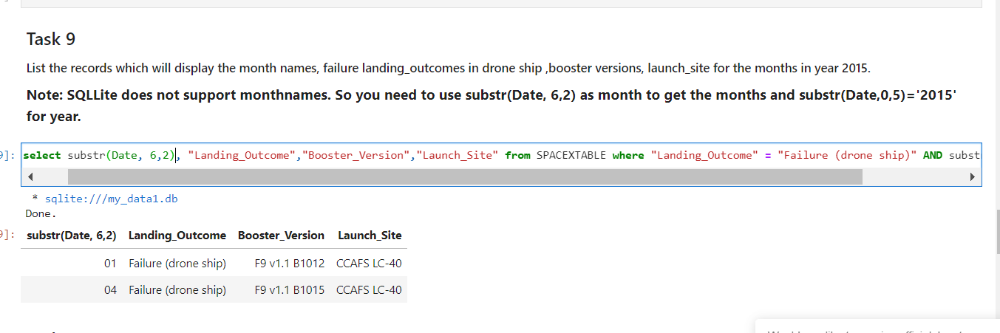 Task 9
List the records which will display the month names, failure landing_outcomes in drone ship ,booster versions, launch_site for the months in year 2015.
Note: SQLLite does not support monthnames. So you need to use substr(Date, 6,2) as month to get the months and substr(Date,0,5)='2015'
for year.
9]: select substr(Date, 6,2), "Landing_Outcome","Booster_Version","Launch_Site" from SPACEXTABLE where "Landing_Outcome" = "Failure (drone ship)" AND subst
* sqlite:///my_data1.db
Done.
9]: substr(Date, 6,2) Landing_Outcome Booster_Version Launch_Site
01 Failure (drone ship) F9 v1.1 B1012 CCAFS LC-40
04 Failure (drone ship) F9 v1.1 B1015 CCAFS LC-40